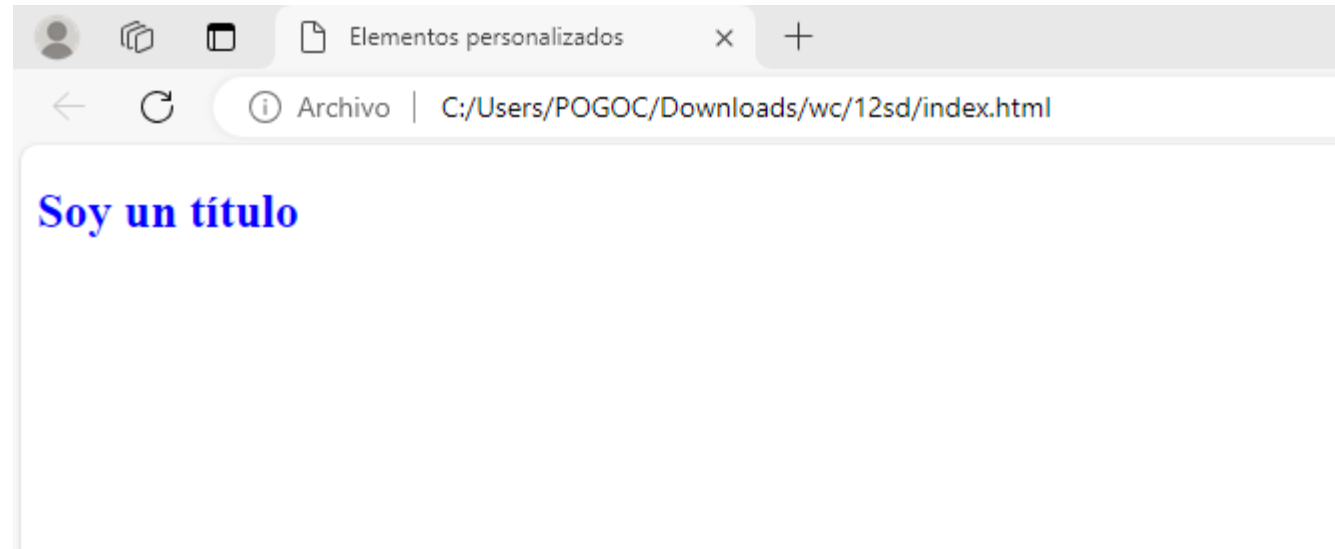 Elementos personalizados
Archivo C:/Users/POGOC/Downloads/wc/12sd/index.html
Soy un título